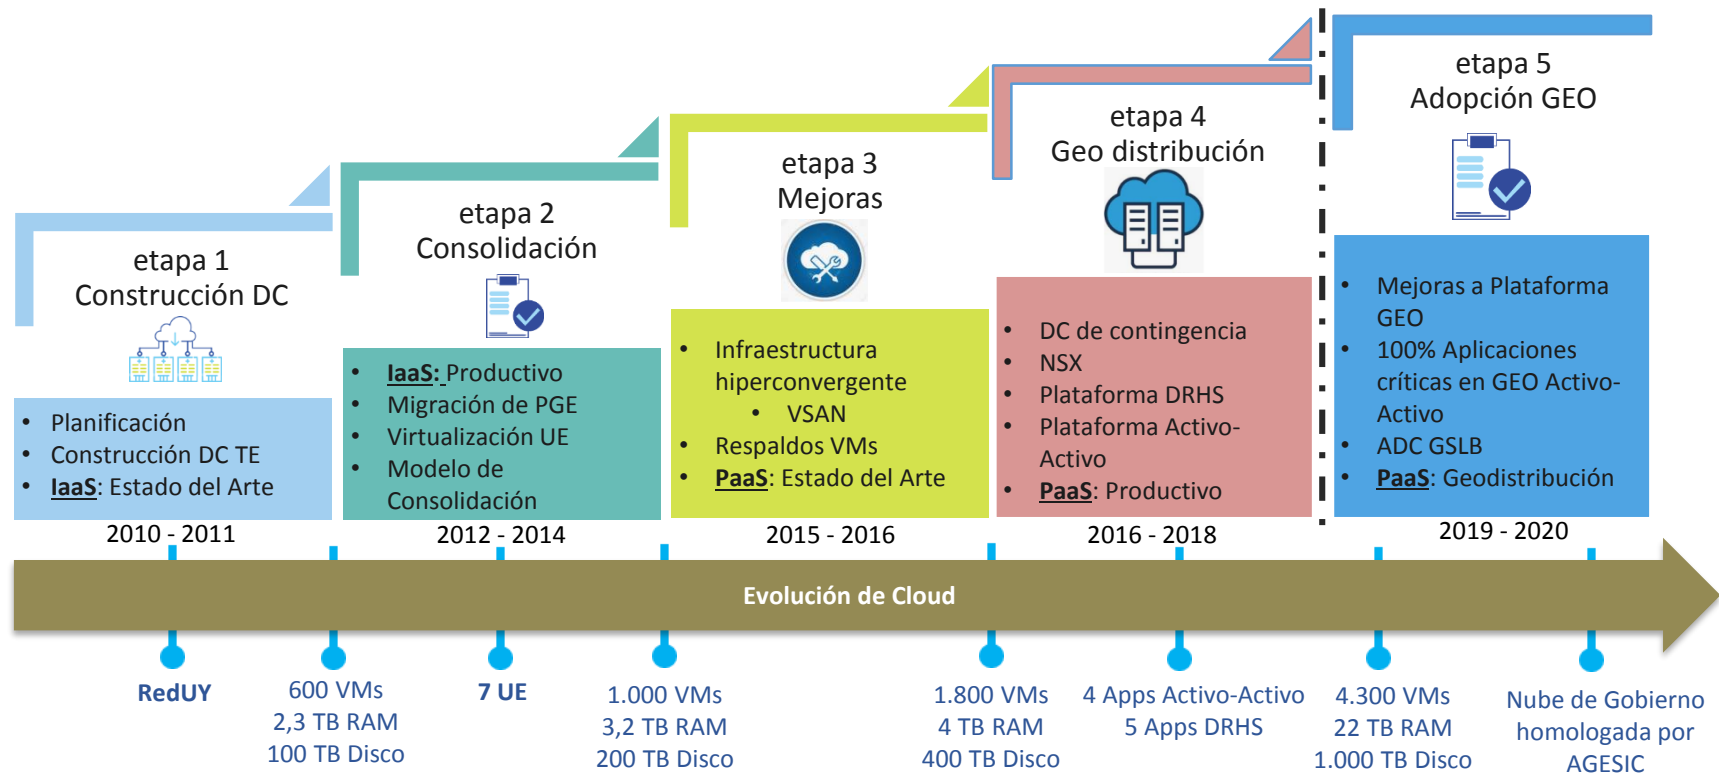 etapa 1
Construcción DC
• Planificación
• Construcción DC TE
• IaaS: Estado del Arte
2010 - 2011
etapa 2
Consolidación
• IaaS: Productivo
• Migración de PGE
• Virtualización UE
• Modelo de
Consolidación
2012 - 2014
etapa 3
Mejoras
• Infraestructura
hiperconvergente
• VSAN
• Respaldos VMs
• PaaS: Estado del Arte
2015 - 2016
etapa 4
Geo distribución
• DC de contingencia
• NSX
• Plataforma DRHS
• Plataforma Activo-
Activo
• PaaS: Productivo
2016 - 2018
etapa 5
Adopción GEO
• Mejoras a Plataforma
GEO
• 100% Aplicaciones
críticas en GEO Activo-
Activo
• ADC GSLB
• PaaS: Geodistribución
2019 - 2020
Evolución de Cloud
RedUY
600 VMs
2,3 TB RAM
100 TB Disco
7 UE
1.000 VMs
3,2 TB RAM
200 TB Disco
1.800 VMs
4 TB RAM
400 TB Disco
4 Apps Activo-Activo
5 Apps DRHS
4.300 VMs
22 TB RAM
1.000 TB Disco
Nube de Gobierno
homologada por
AGESIC